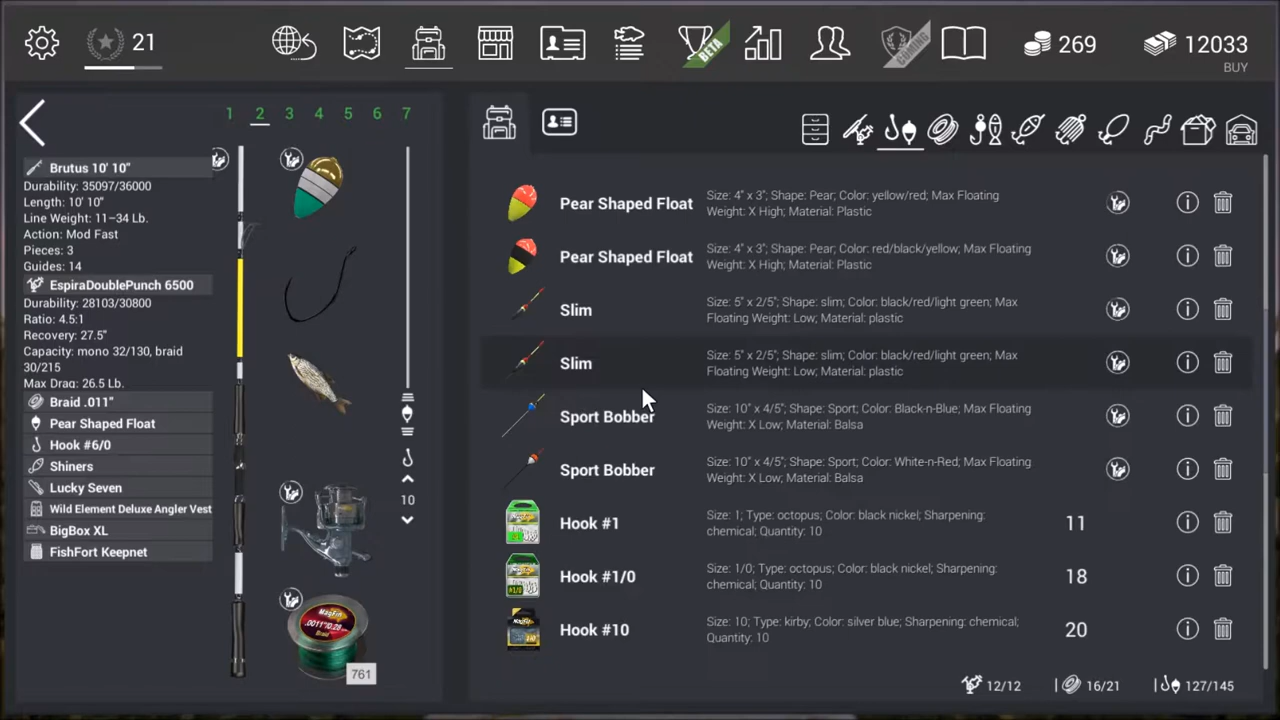 21
BETA
COMING
269
12033
BUY
1 2 3 4 5 6 7
Brutus 10' 10"
Durability: 35097/36000
Length: 10' 10"
Line Weight: 11–34 Lb.
Action: Mod Fast
Pieces: 3
Guides: 14
EspiraDoublePunch 6500
Durability: 28103/30800
Ratio: 4.5:1
Recovery: 27.5"
Capacity: mono 32/130, braid
30/215
Max Drag: 26.5 Lb.
Braid .011"
Pear Shaped Float
Hook #6/0
Shiners
Lucky Seven
Wild Element Deluxe Angler Vest
BigBox XL
FishFort Keepnet
10
MagFin
.0011"/0.28mm
Braid
761
Pear Shaped Float
Size: 4" x 3"; Shape: Pear; Color: yellow/red; Max Floating
Weight: X High; Material: Plastic
Pear Shaped Float
Size: 4" x 3"; Shape: Pear; Color: red/black/yellow; Max Floating
Weight: X High; Material: Plastic
Slim
Size: 5" x 2/5"; Shape: slim; Color: black/red/light green; Max
Floating Weight: Low; Material: plastic
Slim
Size: 5" x 2/5"; Shape: slim; Color: black/red/light green; Max
Floating Weight: Low; Material: plastic
Sport Bobber
Size: 10" x 4/5"; Shape: Sport; Color: Black-n-Blue; Max Floating
Weight: X Low; Material: Balsa
Sport Bobber
Size: 10" x 4/5"; Shape: Sport; Color: White-n-Red; Max Floating
Weight: X Low; Material: Balsa
Hook #1
Size: 1; Type: octopus; Color: black nickel; Sharpening:
chemical; Quantity: 10
11
Hook #1/0
Size: 1/0; Type: octopus; Color: black nickel; Sharpening:
chemical; Quantity: 10
18
Hook #10
Size: 10; Type: kirby; Color: silver blue; Sharpening: chemical;
Quantity: 10
20
12/12
16/21
127/145